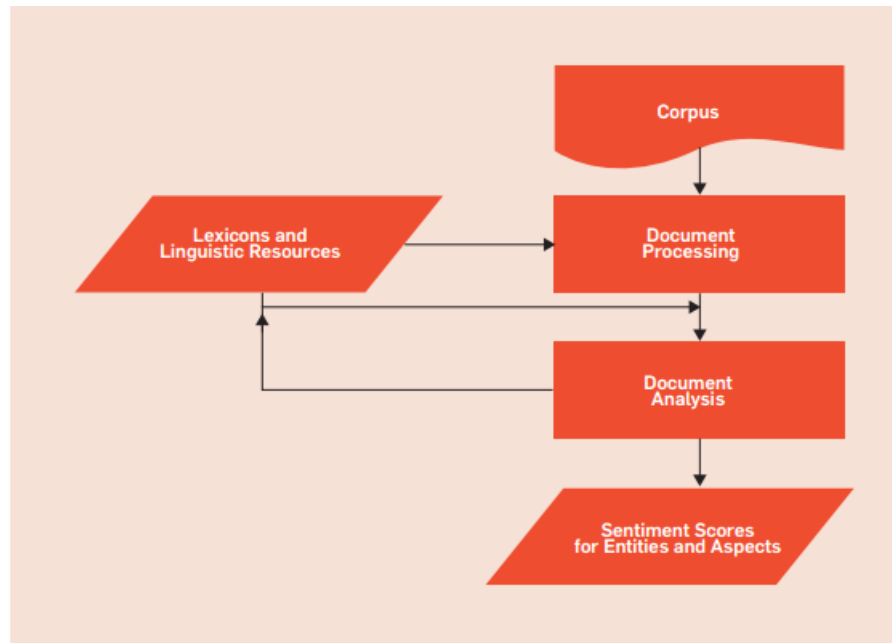 Corpus
Lexicons and
Linguistic Resources
Document
Processing
Document
Analysis
Sentiment Scores
for Entities and Aspects